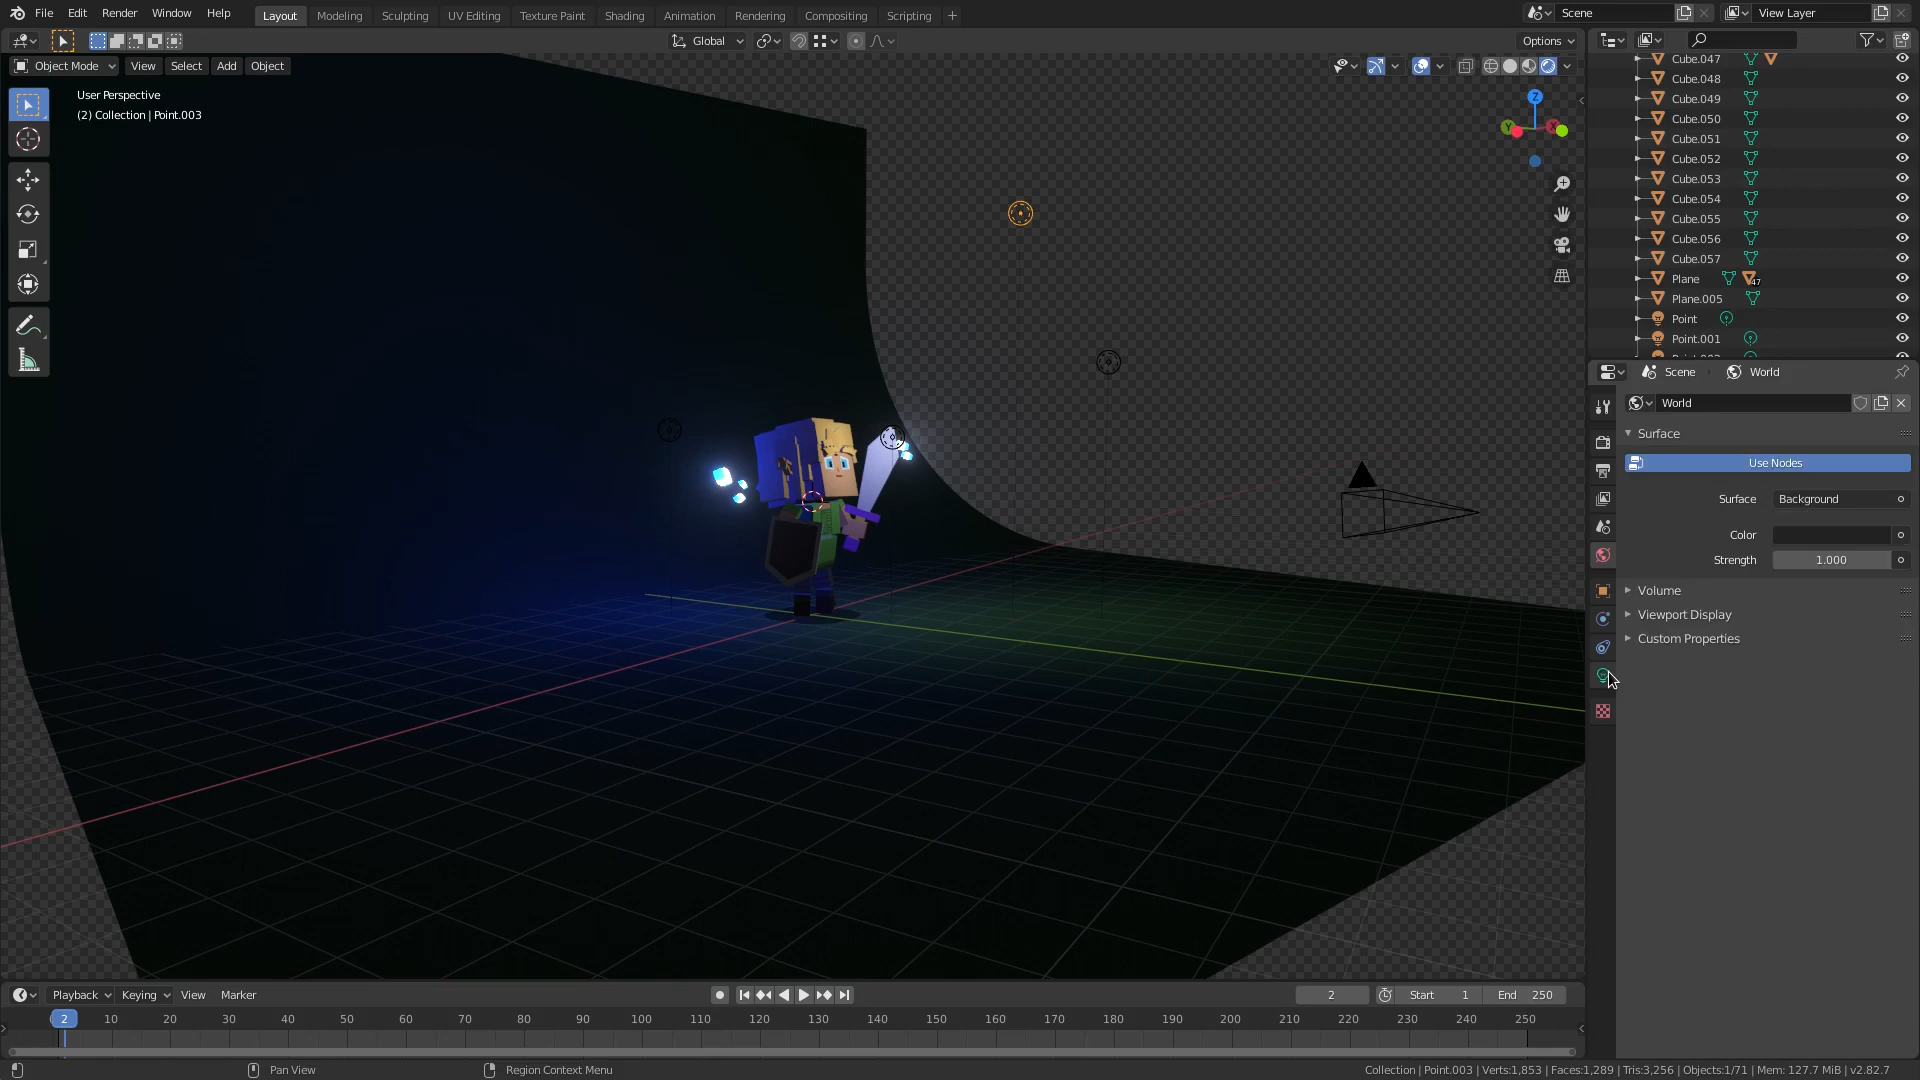 File Edit Render Window Help Layout Modeling Sculpting UV Editing Texture Paint Shading Animation Rendering Compositing Scripting + Scene View Layer
Global Options
Object Mode View Select Add Object
User Perspective
(2) Collection | Point.003
Z
Y
X
Cube.047
Cube.048
Cube.049
Cube.050
Cube.051
Cube.052
Cube.053
Cube.054
Cube.055
Cube.056
Cube.057
Plane 47
Plane.005
Point
Point.001
Scene World
World
Surface
Use Nodes
Surface Background
Color
Strength 1.000
Volume
Viewport Display
Custom Properties
Playback Keying View Marker 2 Start 1 End 250
2 10 20 30 40 50 60 70 80 90 100 110 120 130 140 150 160 170 180 190 200 210 220 230 240 250
Pan View Region Context Menu Collection | Point.003 | Verts:1,853 | Faces:1,289 | Tris:3,256 | Objects:1/71 | Mem: 127.7 MiB | v2.82.7